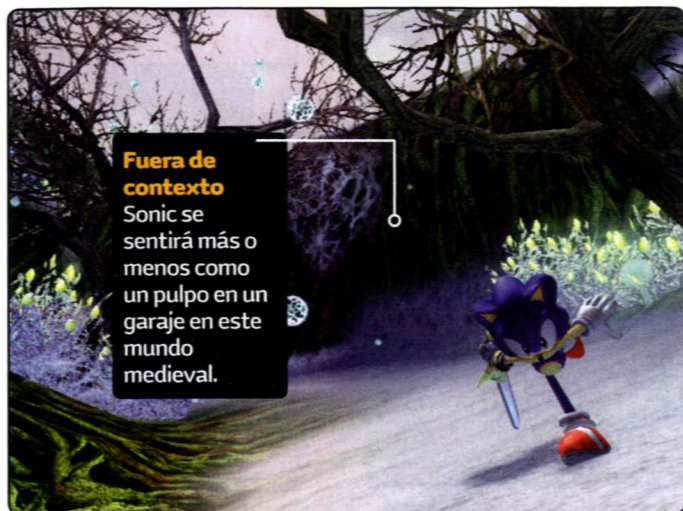 Fuera de
contexto
Sonic se
sentirá más o
menos como
un pulpo en un
garaje en este
mundo
medieval.